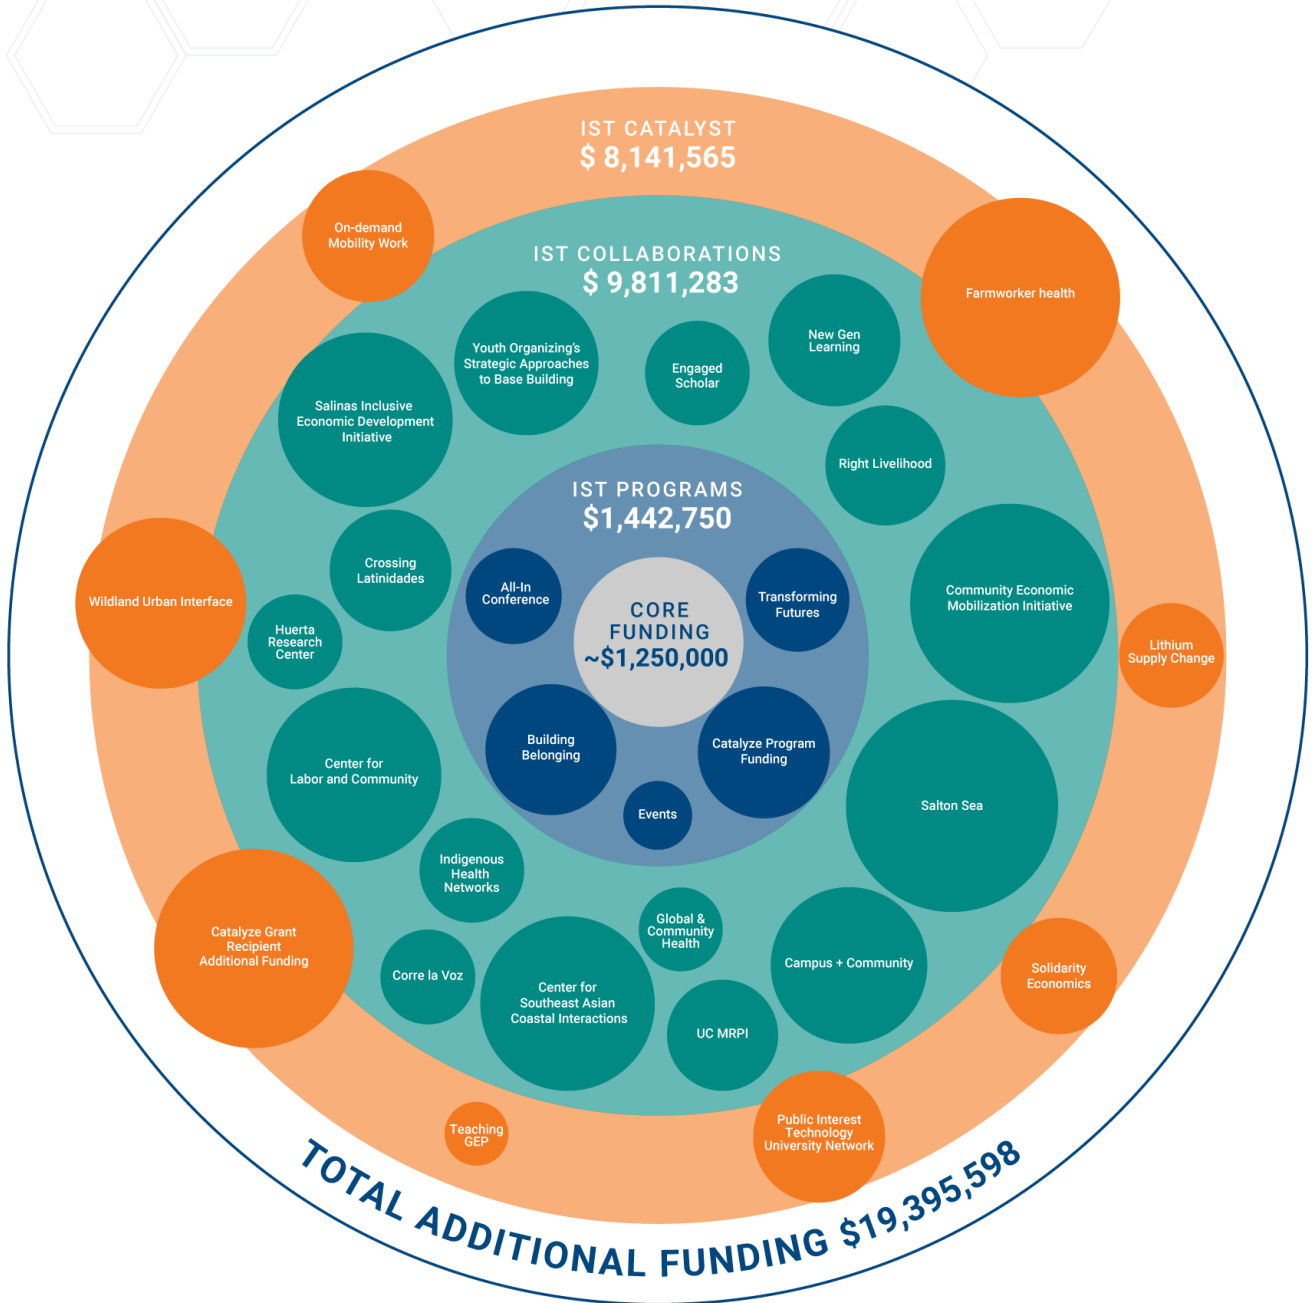 IST CATALYST
$ 8,141,565
On-demand
Mobility Work
Farmworker health
IST COLLABORATIONS
$ 9,811,283
New Gen
Learning
Youth Organizing's
Strategic Approaches
to Base Building
Engaged
Scholar
Salinas Inclusive
Economic Development
Initiative
Right Livelihood
IST PROGRAMS
$1,442,750
Crossing
Latinidades
All-In
Conference
Transforming
Futures
CORE
FUNDING
~$1,250,000
Community Economic
Mobilization Initiative
Wildland Urban Interface
Huerta
Research
Center
Lithium
Supply Change
Building
Belonging
Catalyze Program
Funding
Center for
Labor and Community
Events
Salton Sea
Indigenous
Health
Networks
Global &
Community
Health
Catalyze Grant
Recipient
Additional Funding
Corre la Voz
Center for
Southeast Asian
Coastal Interactions
Campus + Community
Solidarity
Economics
UC MRPI
Teaching
GEP
Public Interest
Technology
University Network
TOTAL ADDITIONAL FUNDING $19,395,598